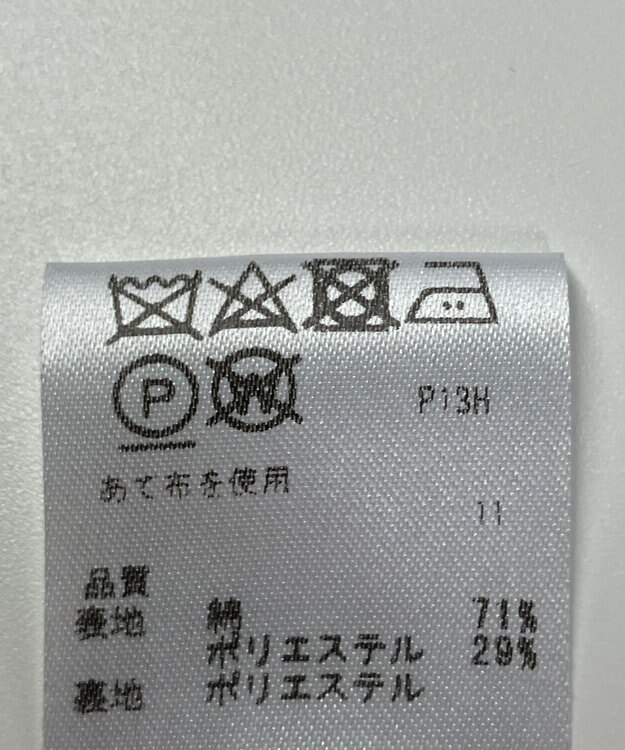 P W P13H
あて布を使用
11
品質
表地 綿 71%
ポリエステル 29%
裏地 ポリエステル